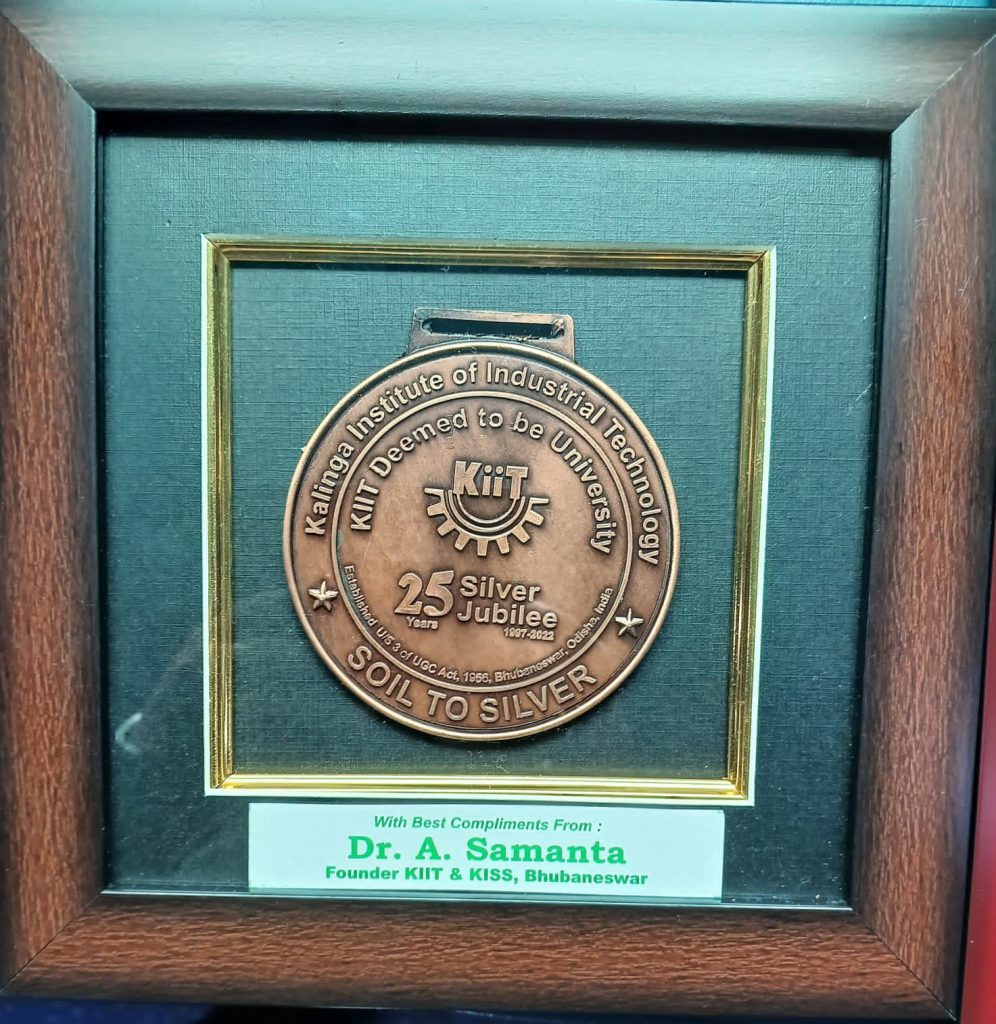 Kalinga Institute of Industrial Technology
KIIT Deemed to be University
KiiT
25 Silver
Years Jubilee
1997-2022
Established U/S 3 of UGC Act, 1956, Bhubaneswar, Odisha, India
SOIL TO SILVER
With Best Compliments From :
Dr. A. Samanta
Founder KIIT & KISS, Bhubaneswar